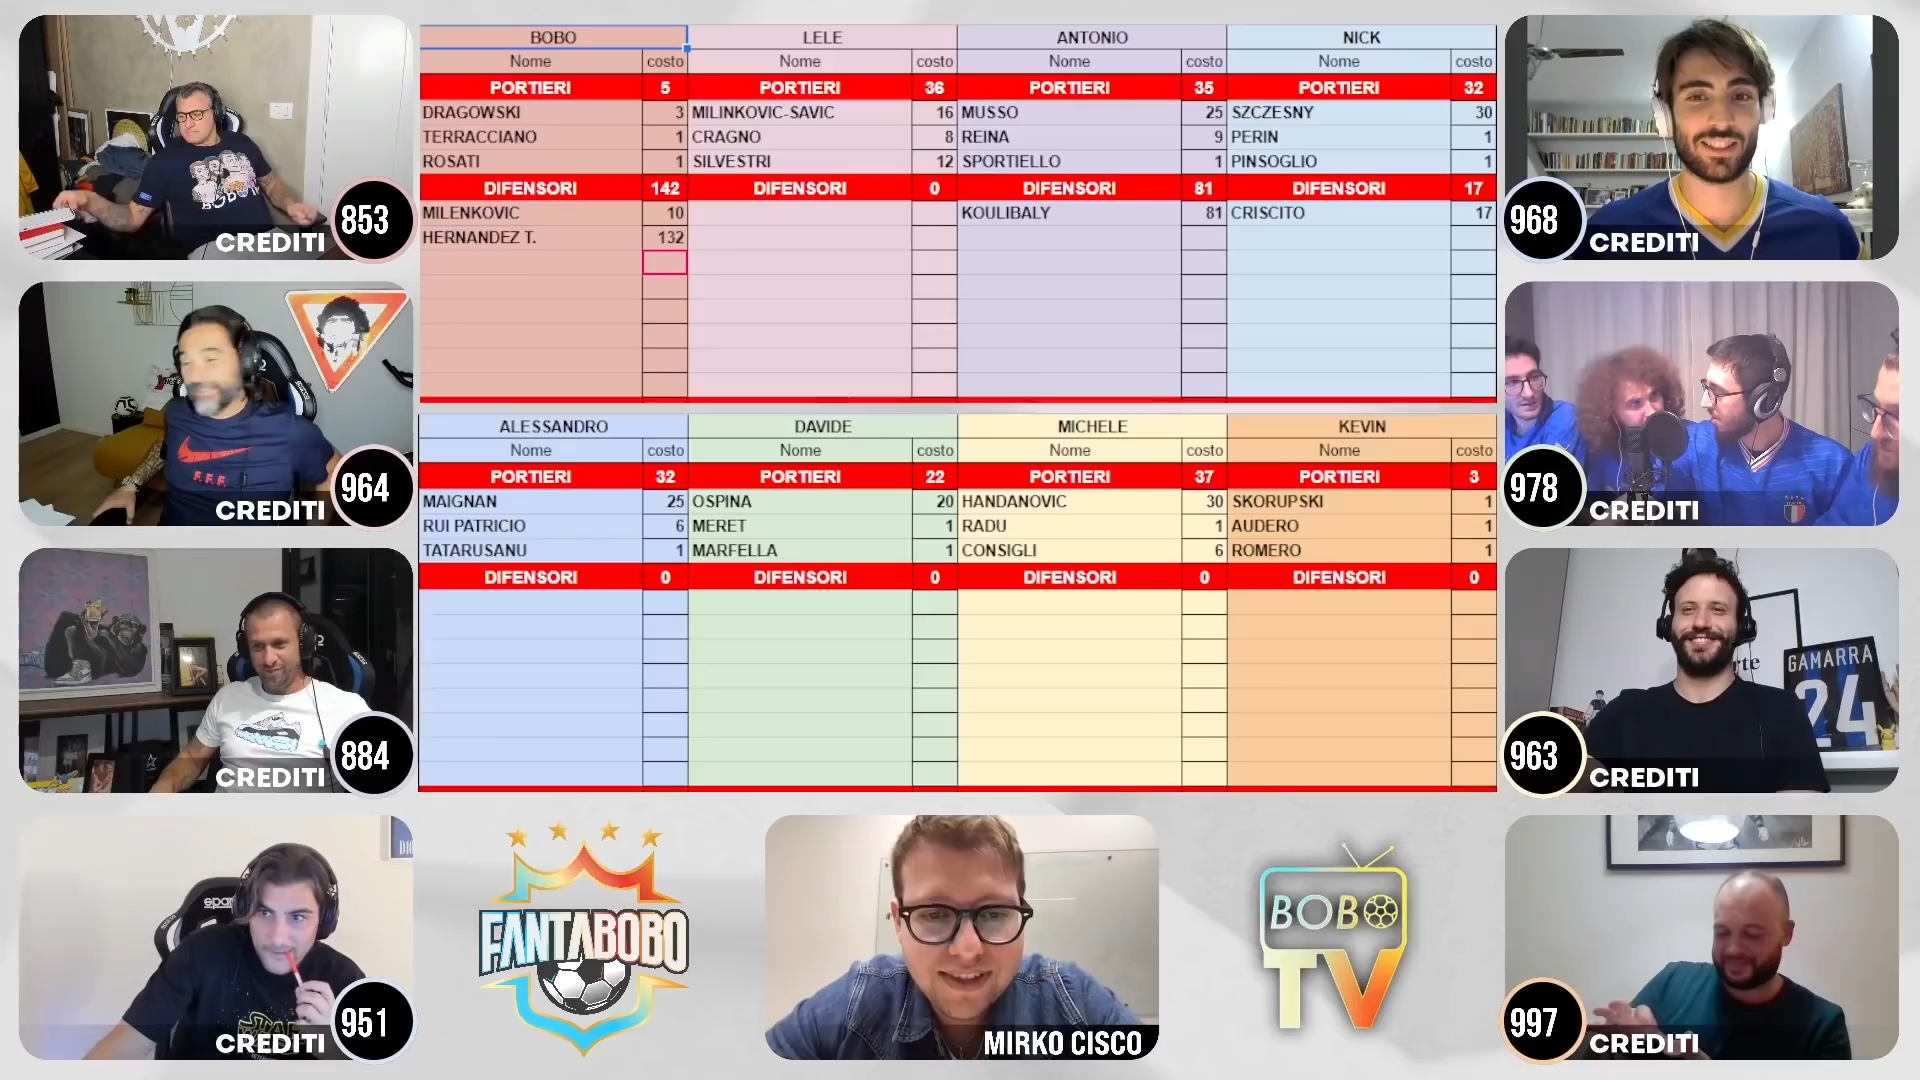 BOBO LELE ANTONIO NICK
Nome costo Nome costo Nome costo Nome costo
PORTIERI 5 PORTIERI 36 PORTIERI 35 PORTIERI 32
DRAGOWSKI 3 MILINKOVIC-SAVIC 16 MUSSO 25 SZCZESNY 30
TERRACCIANO 1 CRAGNO 8 REINA 9 PERIN 1
ROSATI 1 SILVESTRI 12 SPORTIELLO 1 PINSOGLIO 1
DIFENSORI 142 DIFENSORI 0 DIFENSORI 81 DIFENSORI 17
MILENKOVIC 10 KOULIBALY 81 CRISCITO 17
HERNANDEZ T. 132
ALESSANDRO DAVIDE MICHELE KEVIN
Nome costo Nome costo Nome costo Nome costo
PORTIERI 32 PORTIERI 22 PORTIERI 37 PORTIERI 3
MAIGNAN 25 OSPINA 20 HANDANOVIC 30 SKORUPSKI 1
RUI PATRICIO 6 MERET 1 RADU 1 AUDERO 1
TATARUSANU 1 MARFELLA 1 CONSIGLI 6 ROMERO 1
DIFENSORI 0 DIFENSORI 0 DIFENSORI 0 DIFENSORI 0
CREDITI 853
CREDITI 964
F.F.F.
CREDITI 884
CREDITI 951
968 CREDITI
978 CREDITI
963 CREDITI
GAMARRA
24
997 CREDITI
FANTABOBO
MIRKO CISCO
BOBO
TV